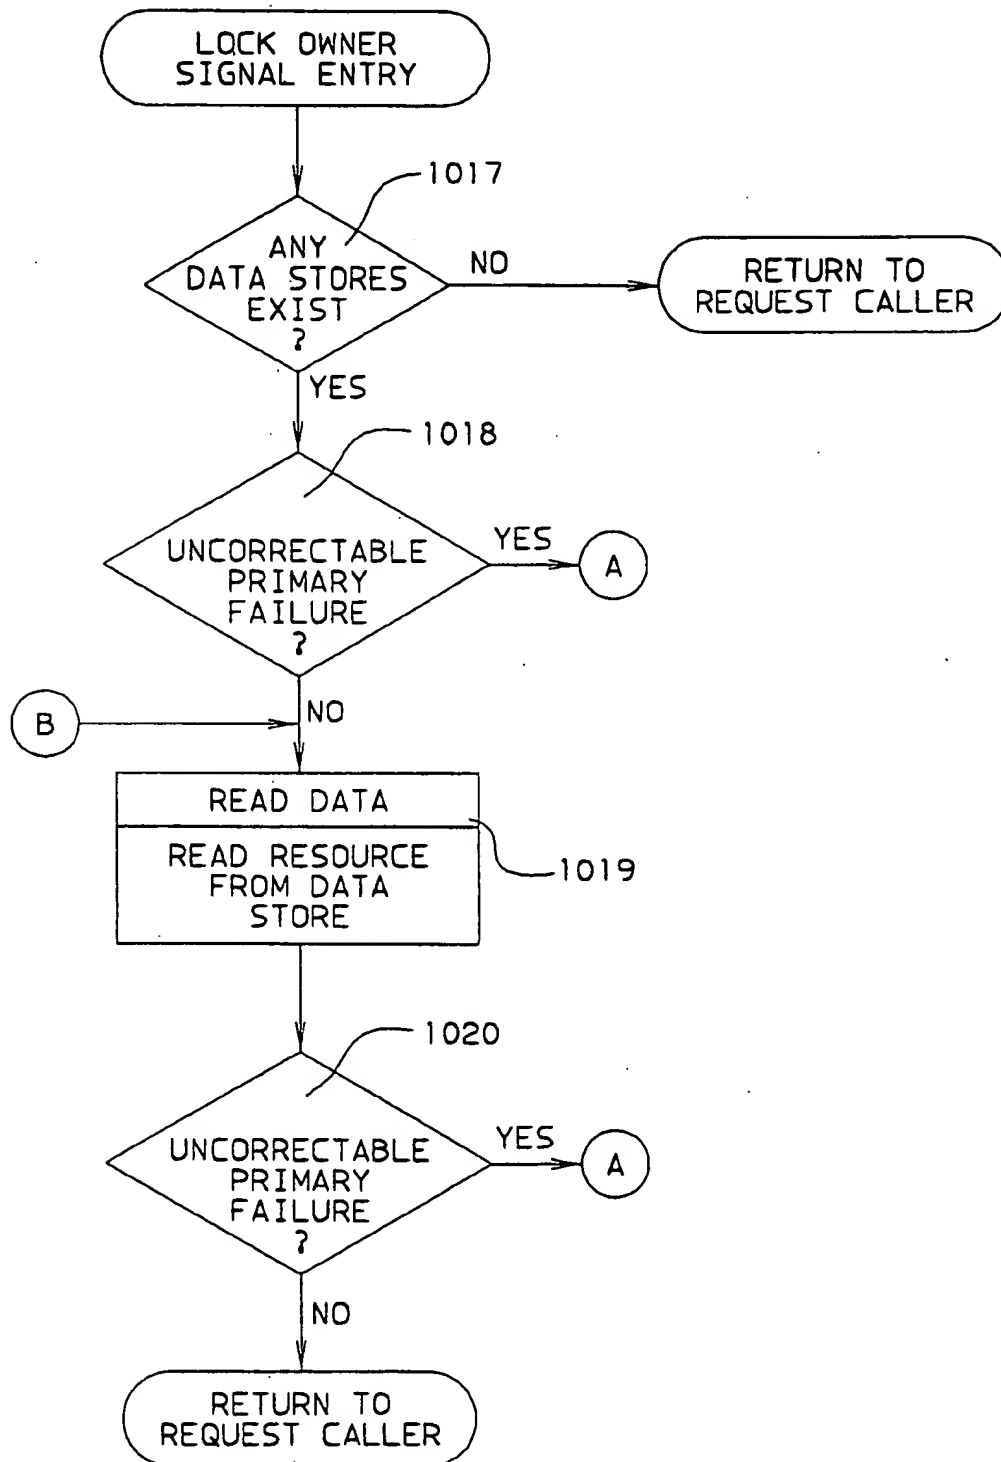 LOCK OWNER
SIGNAL ENTRY
1017
ANY
DATA STORES
EXIST
?
NO
RETURN TO
REQUEST CALLER
YES
1018
UNCORRECTABLE
PRIMARY
FAILURE
?
YES
A
NO
B
READ DATA
READ RESOURCE
FROM DATA
STORE
1019
1020
UNCORRECTABLE
PRIMARY
FAILURE
?
YES
A
NO
RETURN TO
REQUEST CALLER